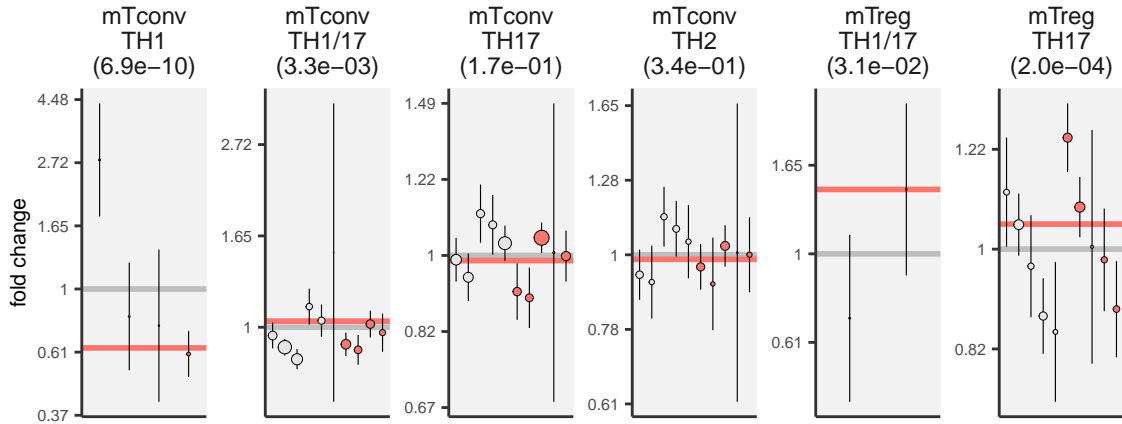 mTconv
TH1
(6.9e−10)
mTconv
TH1/17
(3.3e−03)
mTconv
TH17
(1.7e−01)
mTconv
TH2
(3.4e−01)
mTreg
TH1/17
(3.1e−02)
mTreg
TH17
(2.0e−04)
fold change
4.48
2.72
1.65
1
0.61
0.37
2.72
1.65
1
1.49
1.22
1
0.82
0.67
1.65
1.28
1
0.78
0.61
1.65
1
0.61
1.22
1
0.82